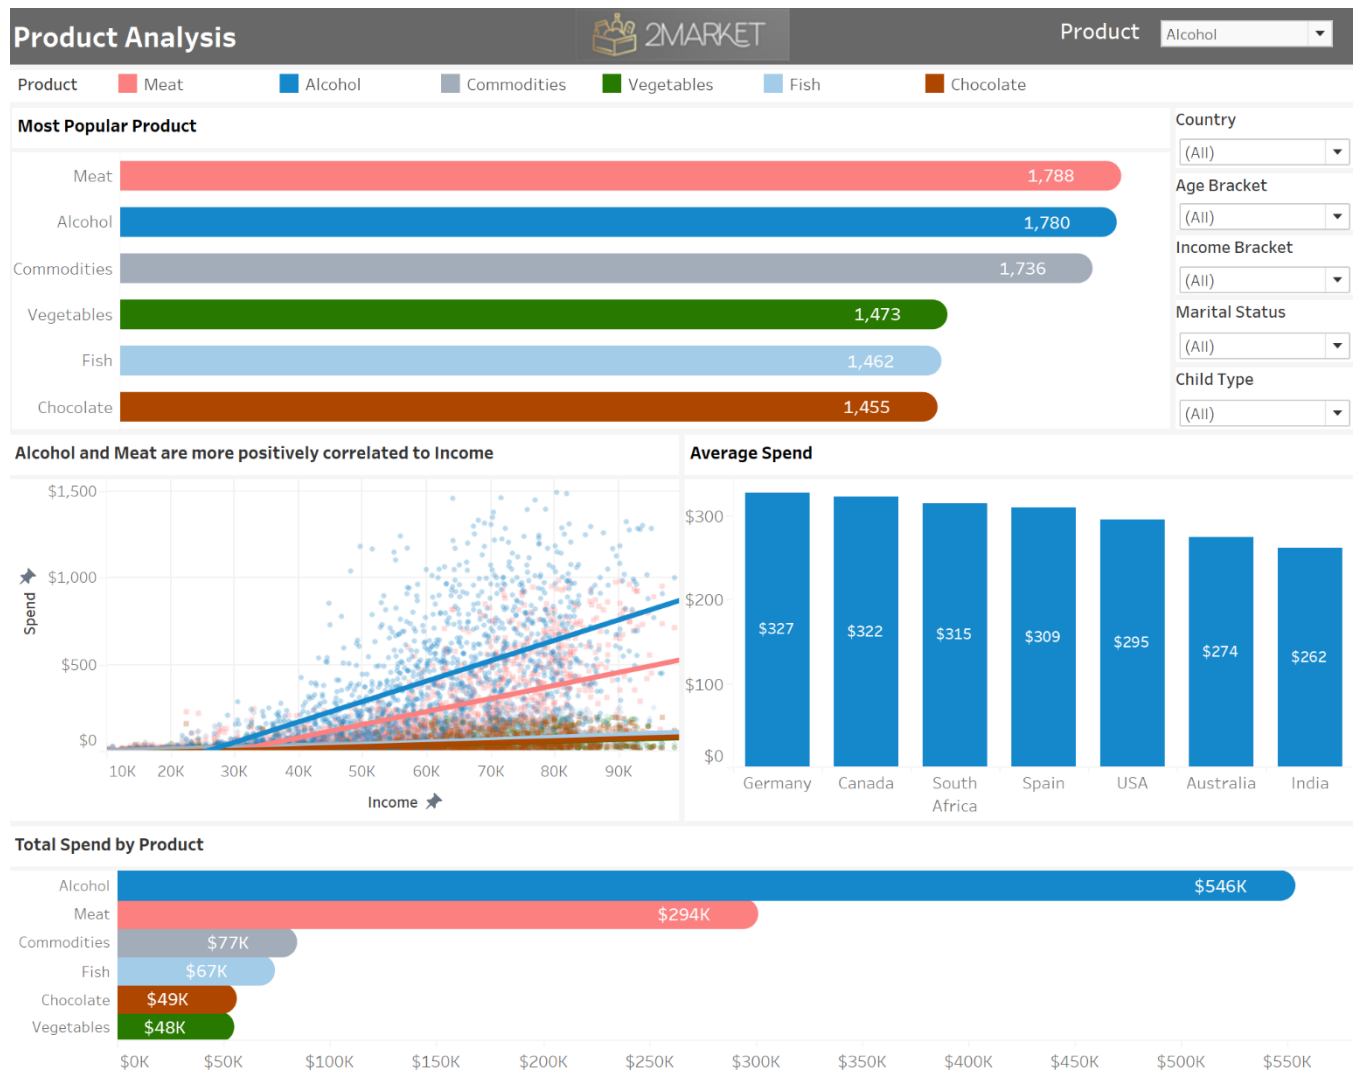 Product Analysis
2MARKET
Product Alcohol
Product Meat Alcohol Commodities Vegetables Fish Chocolate
Most Popular Product
Meat 1,788
Alcohol 1,780
Commodities 1,736
Vegetables 1,473
Fish 1,462
Chocolate 1,455
Country
(All)
Age Bracket
(All)
Income Bracket
(All)
Marital Status
(All)
Child Type
(All)
Alcohol and Meat are more positively correlated to Income
$1,500
$1,000
$500
$0
Spend
10K 20K 30K 40K 50K 60K 70K 80K 90K
Income
Average Spend
$300
$200
$100
$0
$327 $322 $315 $309 $295 $274 $262
Germany Canada South Africa Spain USA Australia India
Total Spend by Product
Alcohol $546K
Meat $294K
Commodities $77K
Fish $67K
Chocolate $49K
Vegetables $48K
$0K $50K $100K $150K $200K $250K $300K $350K $400K $450K $500K $550K